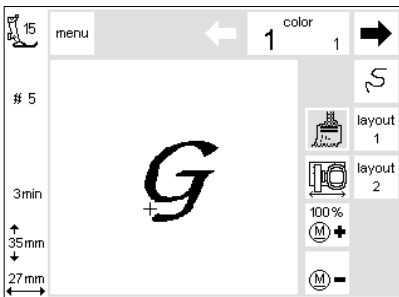 15
menu
color
1 1
# 5
layout
1
layout
2
3min
100%
M +
35mm
27mm
M -
G